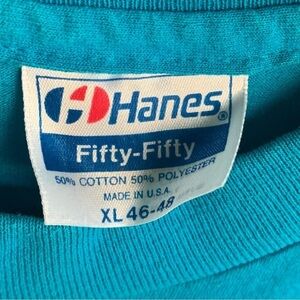 Hanes®
Fifty-Fifty
50% COTTON 50% POLYESTER
MADE IN U.S.A.
XL 46-48